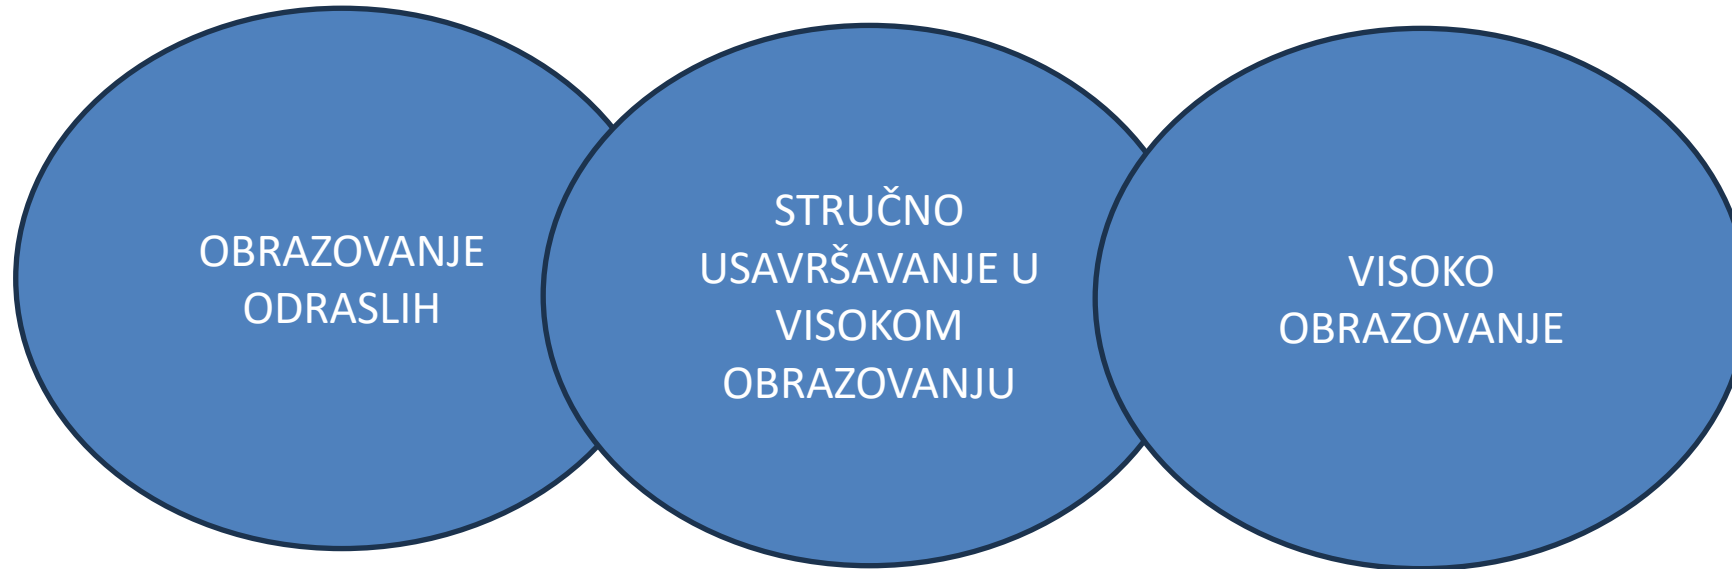 OBRAZOVANJE
ODRASLIH
STRUČNO
USAVRŠAVANJE U
VISOKOM
OBRAZOVANJU
VISOKO
OBRAZOVANJE